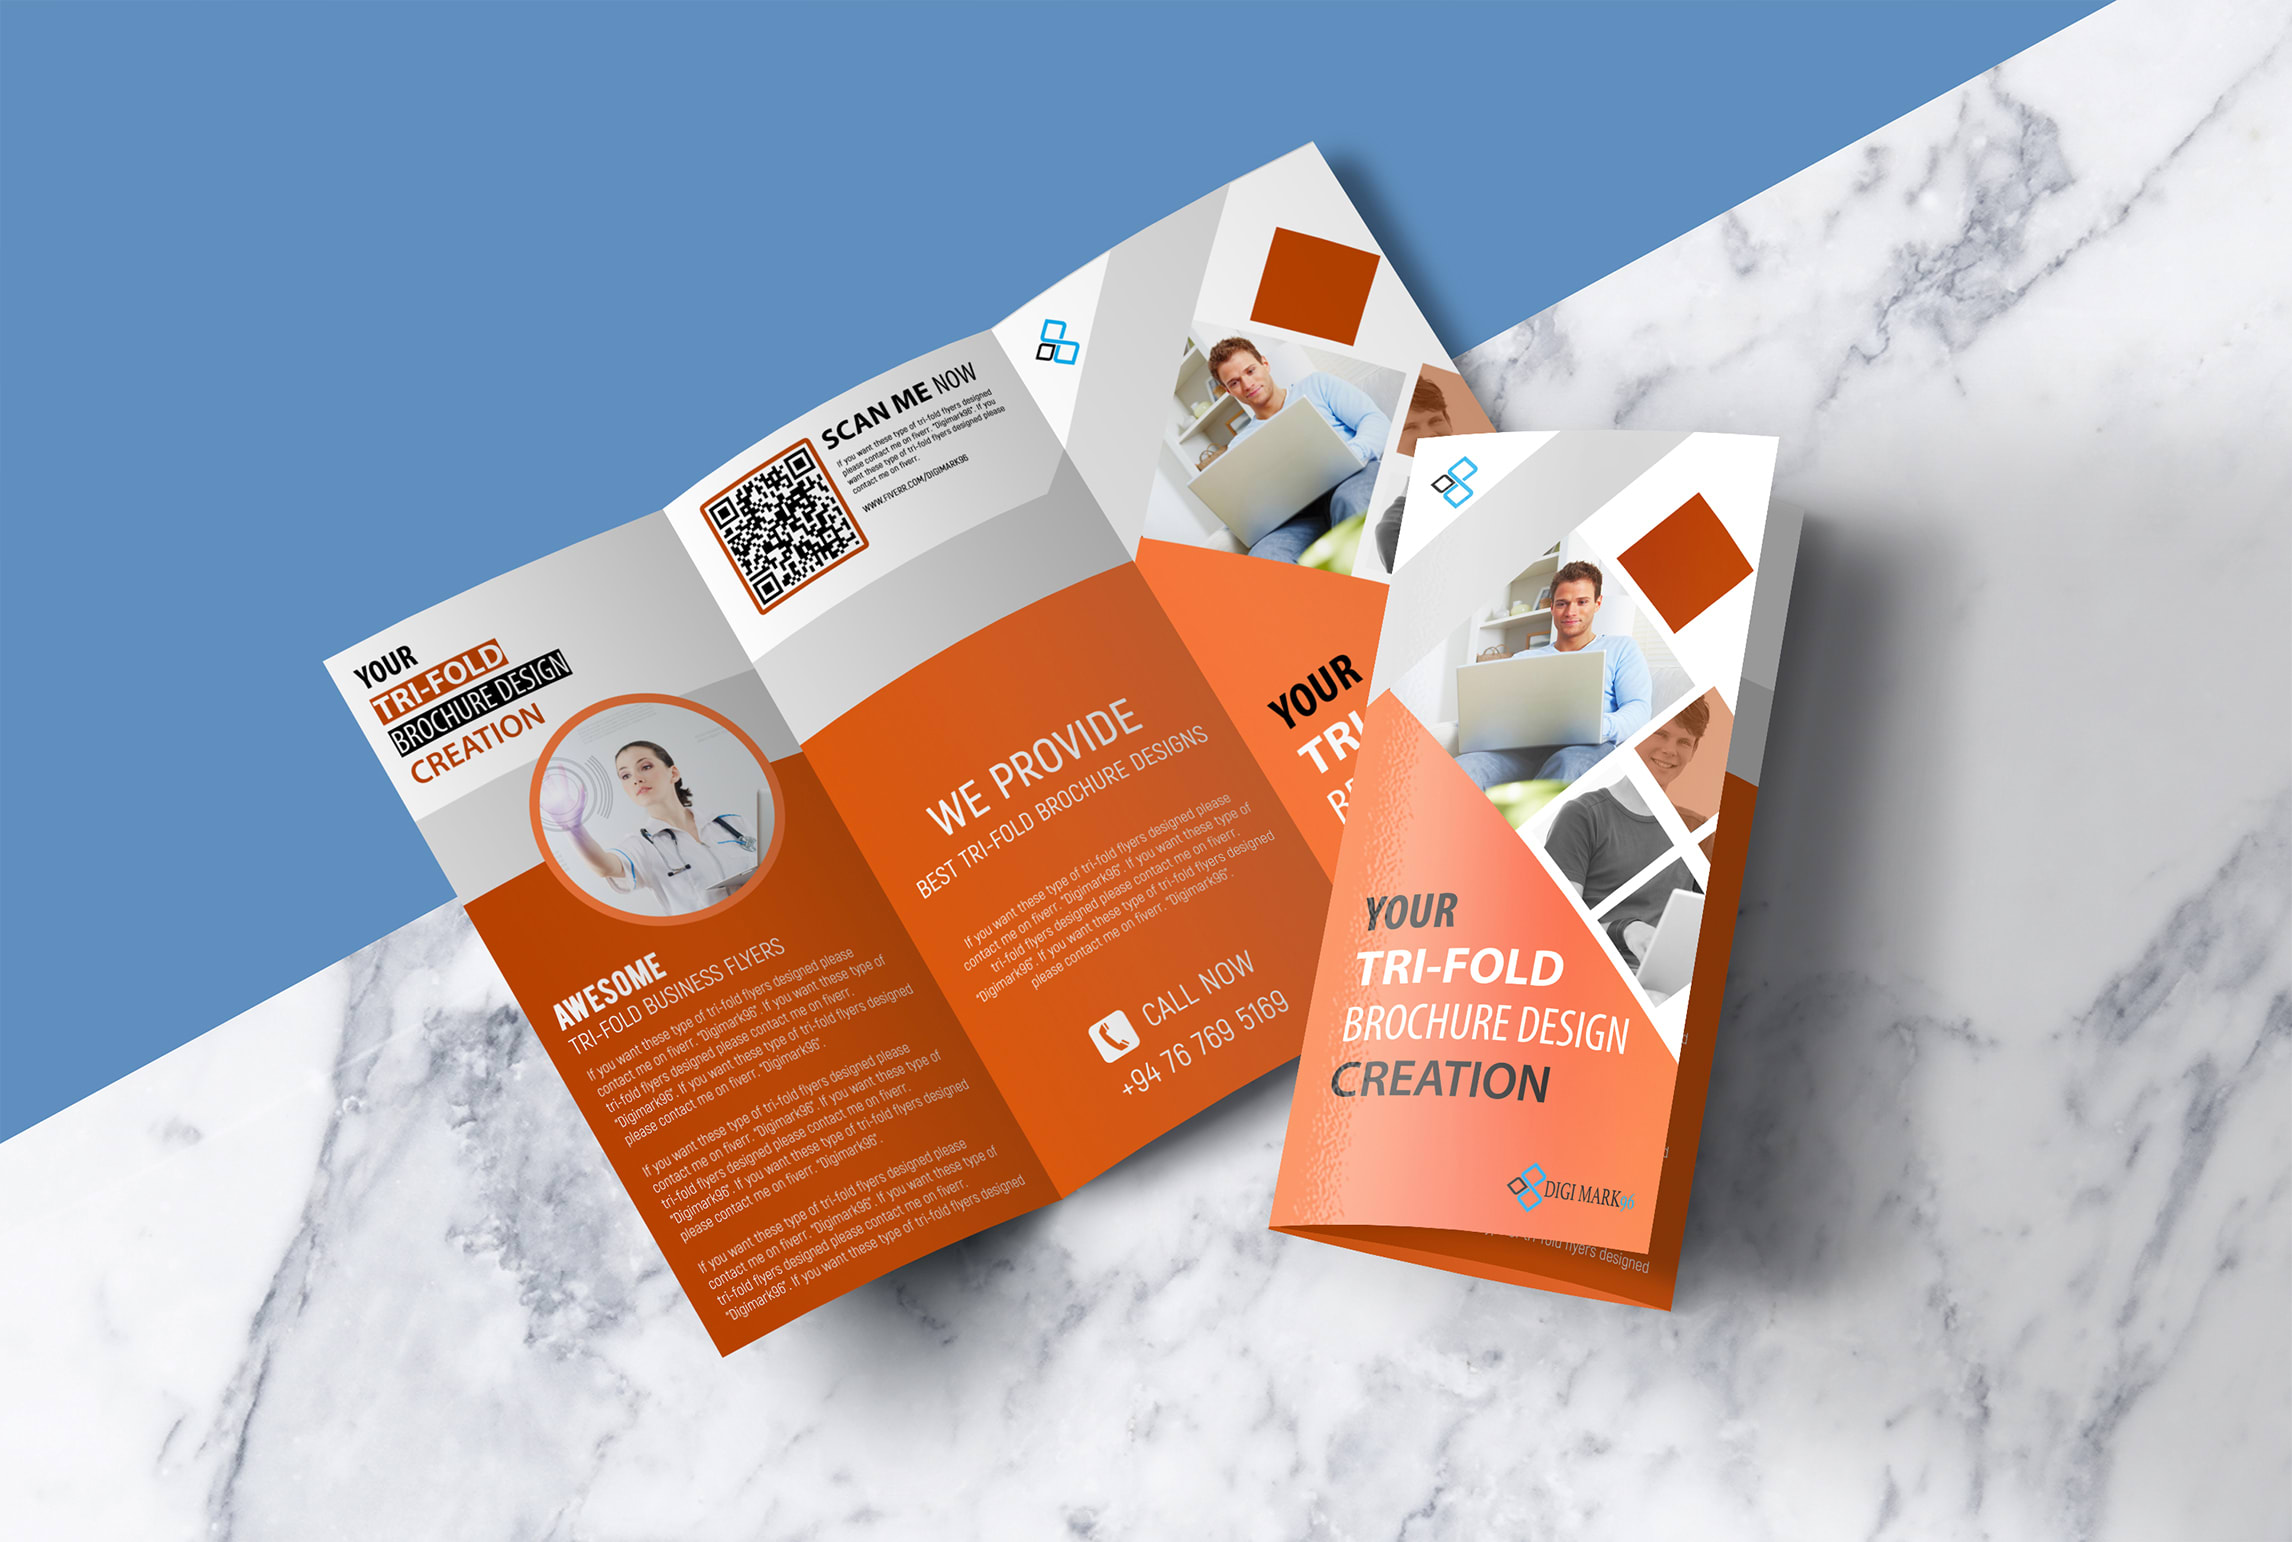 YOUR
TRI-FOLD
BROCHURE DESIGN
CREATION
AWESOME
TRI-FOLD BUSINESS FLYERS
If you want these type of tri-fold flyers designed please
contact me on fiverr. "Digimark96". If you want these type of
tri-fold flyers designed please contact me on fiverr.
"Digimark96". If you want these type of tri-fold flyers designed
please contact me on fiverr. "Digimark96".
If you want these type of tri-fold flyers designed please
contact me on fiverr. "Digimark96". If you want these type of
tri-fold flyers designed please contact me on fiverr.
"Digimark96". If you want these type of tri-fold flyers designed
please contact me on fiverr. "Digimark96".
If you want these type of tri-fold flyers designed please
contact me on fiverr. "Digimark96". If you want these type of
tri-fold flyers designed please contact me on fiverr.
"Digimark96". If you want these type of tri-fold flyers designed
SCAN ME NOW
If you want these type of tri-fold flyers designed
please contact me on fiverr. "Digimark96". If you
want these type of tri-fold flyers designed please
contact me on fiverr.
WWW.FIVERR.COM/DIGIMARK96
WE PROVIDE
BEST TRI-FOLD BROCHURE DESIGNS
If you want these type of tri-fold flyers designed please
contact me on fiverr. "Digimark96". If you want these type of
tri-fold flyers designed please contact me on fiverr.
"Digimark96". If you want these type of tri-fold flyers designed
please contact me on fiverr. "Digimark96".
CALL NOW
+94 76 769 5169
YOUR
TRI
YOUR
TRI-FOLD
BROCHURE DESIGN
CREATION
DIGI MARK96
fold flyers designed